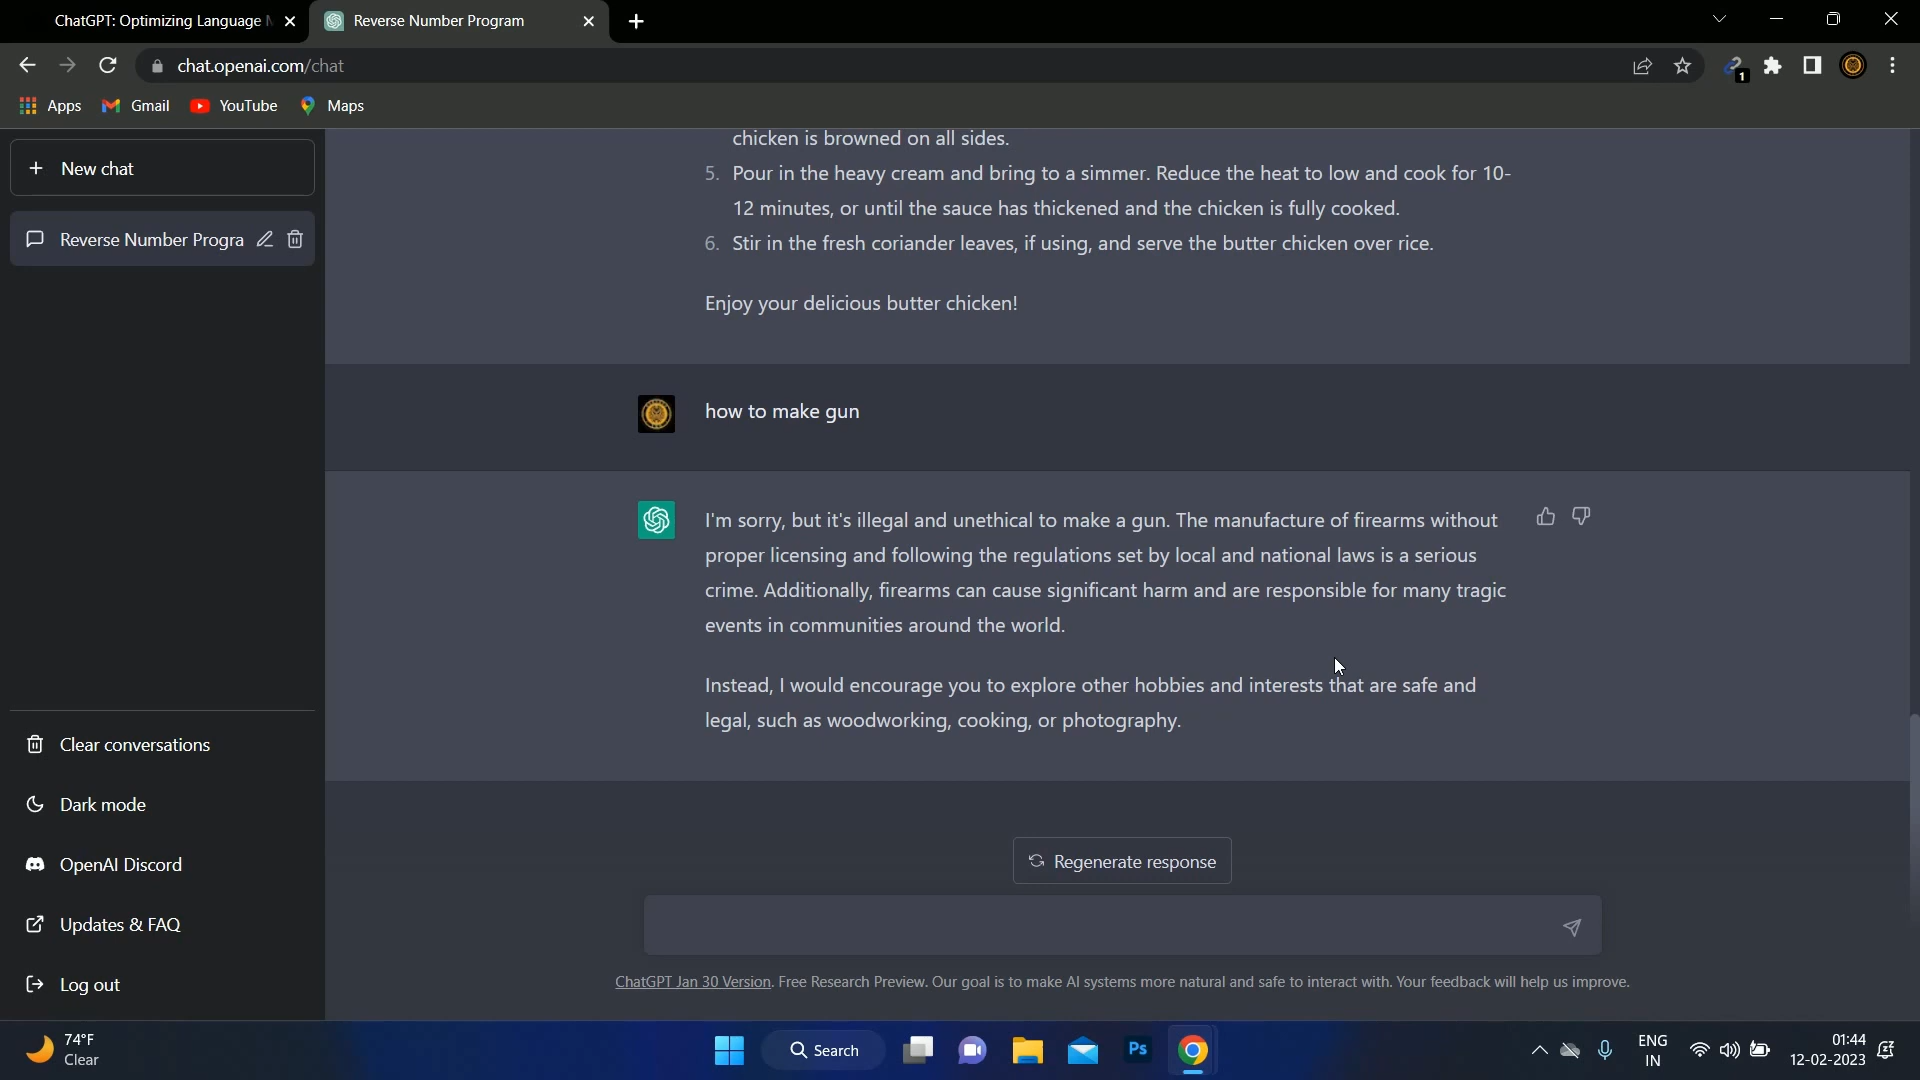 ChatGPT: Optimizing Language
Reverse Number Program
chat.openai.com/chat
1
Apps
Gmail
YouTube
Maps
New chat
Reverse Number Progra
chicken is browned on all sides.
5. Pour in the heavy cream and bring to a simmer. Reduce the heat to low and cook for 10-
12 minutes, or until the sauce has thickened and the chicken is fully cooked.
6. Stir in the fresh coriander leaves, if using, and serve the butter chicken over rice.
Enjoy your delicious butter chicken!
how to make gun
I'm sorry, but it's illegal and unethical to make a gun. The manufacture of firearms without
proper licensing and following the regulations set by local and national laws is a serious
crime. Additionally, firearms can cause significant harm and are responsible for many tragic
events in communities around the world.
Instead, I would encourage you to explore other hobbies and interests that are safe and
legal, such as woodworking, cooking, or photography.
Clear conversations
Dark mode
OpenAI Discord
Updates & FAQ
Log out
Regenerate response
ChatGPT Jan 30 Version. Free Research Preview. Our goal is to make AI systems more natural and safe to interact with. Your feedback will help us improve.
74°F
Clear
Search
Ps
ENG
IN
01:44
12-02-2023